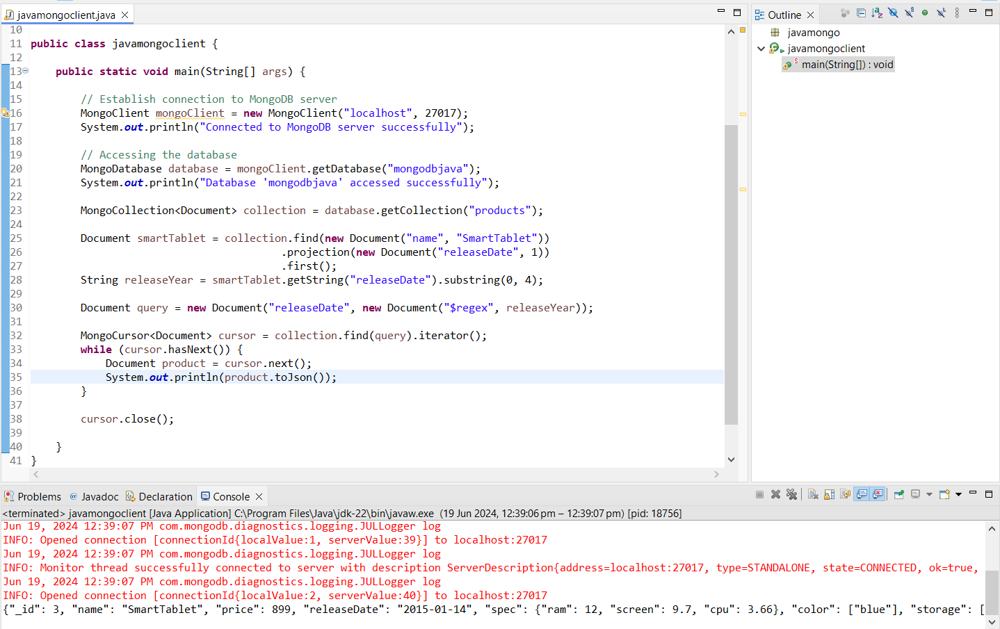 javamongoclient.java
10
11 public class javamongoclient {
12
13 public static void main(String[] args) {
14
15 // Establish connection to MongoDB server
16 MongoClient mongoClient = new MongoClient("localhost", 27017);
17 System.out.println("Connected to MongoDB server successfully");
18
19 // Accessing the database
20 MongoDatabase database = mongoClient.getDatabase("mongodbjava");
21 System.out.println("Database 'mongodbjava' accessed successfully");
22
23 MongoCollection<Document> collection = database.getCollection("products");
24
25 Document smartTablet = collection.find(new Document("name", "SmartTablet"))
26 .projection(new Document("releaseDate", 1))
27 .first();
28 String releaseYear = smartTablet.getString("releaseDate").substring(0, 4);
29
30 Document query = new Document("releaseDate", new Document("$regex", releaseYear));
31
32 MongoCursor<Document> cursor = collection.find(query).iterator();
33 while (cursor.hasNext()) {
34 Document product = cursor.next();
35 System.out.println(product.toJson());
36 }
37
38 cursor.close();
39
40 }
41 }
Outline
javamongo
javamongoclient
main(String[]) : void
Problems Javadoc Declaration Console
<terminated> javamongoclient [Java Application] C:\Program Files\Java\jdk-22\bin\javaw.exe (19 Jun 2024, 12:39:06 pm – 12:39:07 pm) [pid: 18756]
Jun 19, 2024 12:39:07 PM com.mongodb.diagnostics.logging.JULLogger log
INFO: Opened connection [connectionId{localValue:1, serverValue:39}] to localhost:27017
Jun 19, 2024 12:39:07 PM com.mongodb.diagnostics.logging.JULLogger log
INFO: Monitor thread successfully connected to server with description ServerDescription{address=localhost:27017, type=STANDALONE, state=CONNECTED, ok=true,
Jun 19, 2024 12:39:07 PM com.mongodb.diagnostics.logging.JULLogger log
INFO: Opened connection [connectionId{localValue:2, serverValue:40}] to localhost:27017
{"_id": 3, "name": "SmartTablet", "price": 899, "releaseDate": "2015-01-14", "spec": {"ram": 12, "screen": 9.7, "cpu": 3.66}, "color": ["blue"], "storage": [